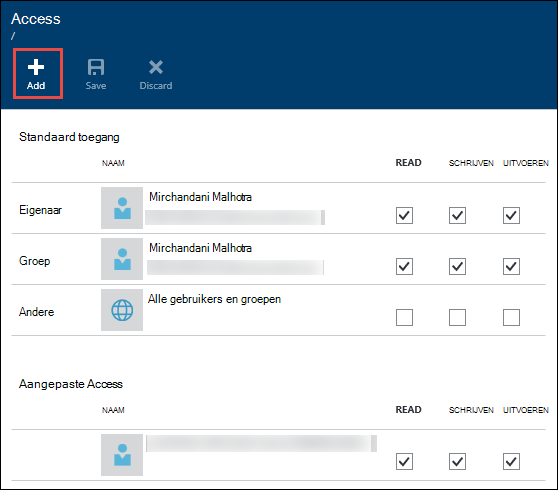 Access
/
Add Save Discard
Standaard toegang
NAAM READ SCHRIJVEN UITVOEREN
Mirchandani Malhotra
Eigenaar
Mirchandani Malhotra
Groep
Alle gebruikers en groepen
Andere
Aangepaste Access
NAAM READ SCHRIJVEN UITVOEREN